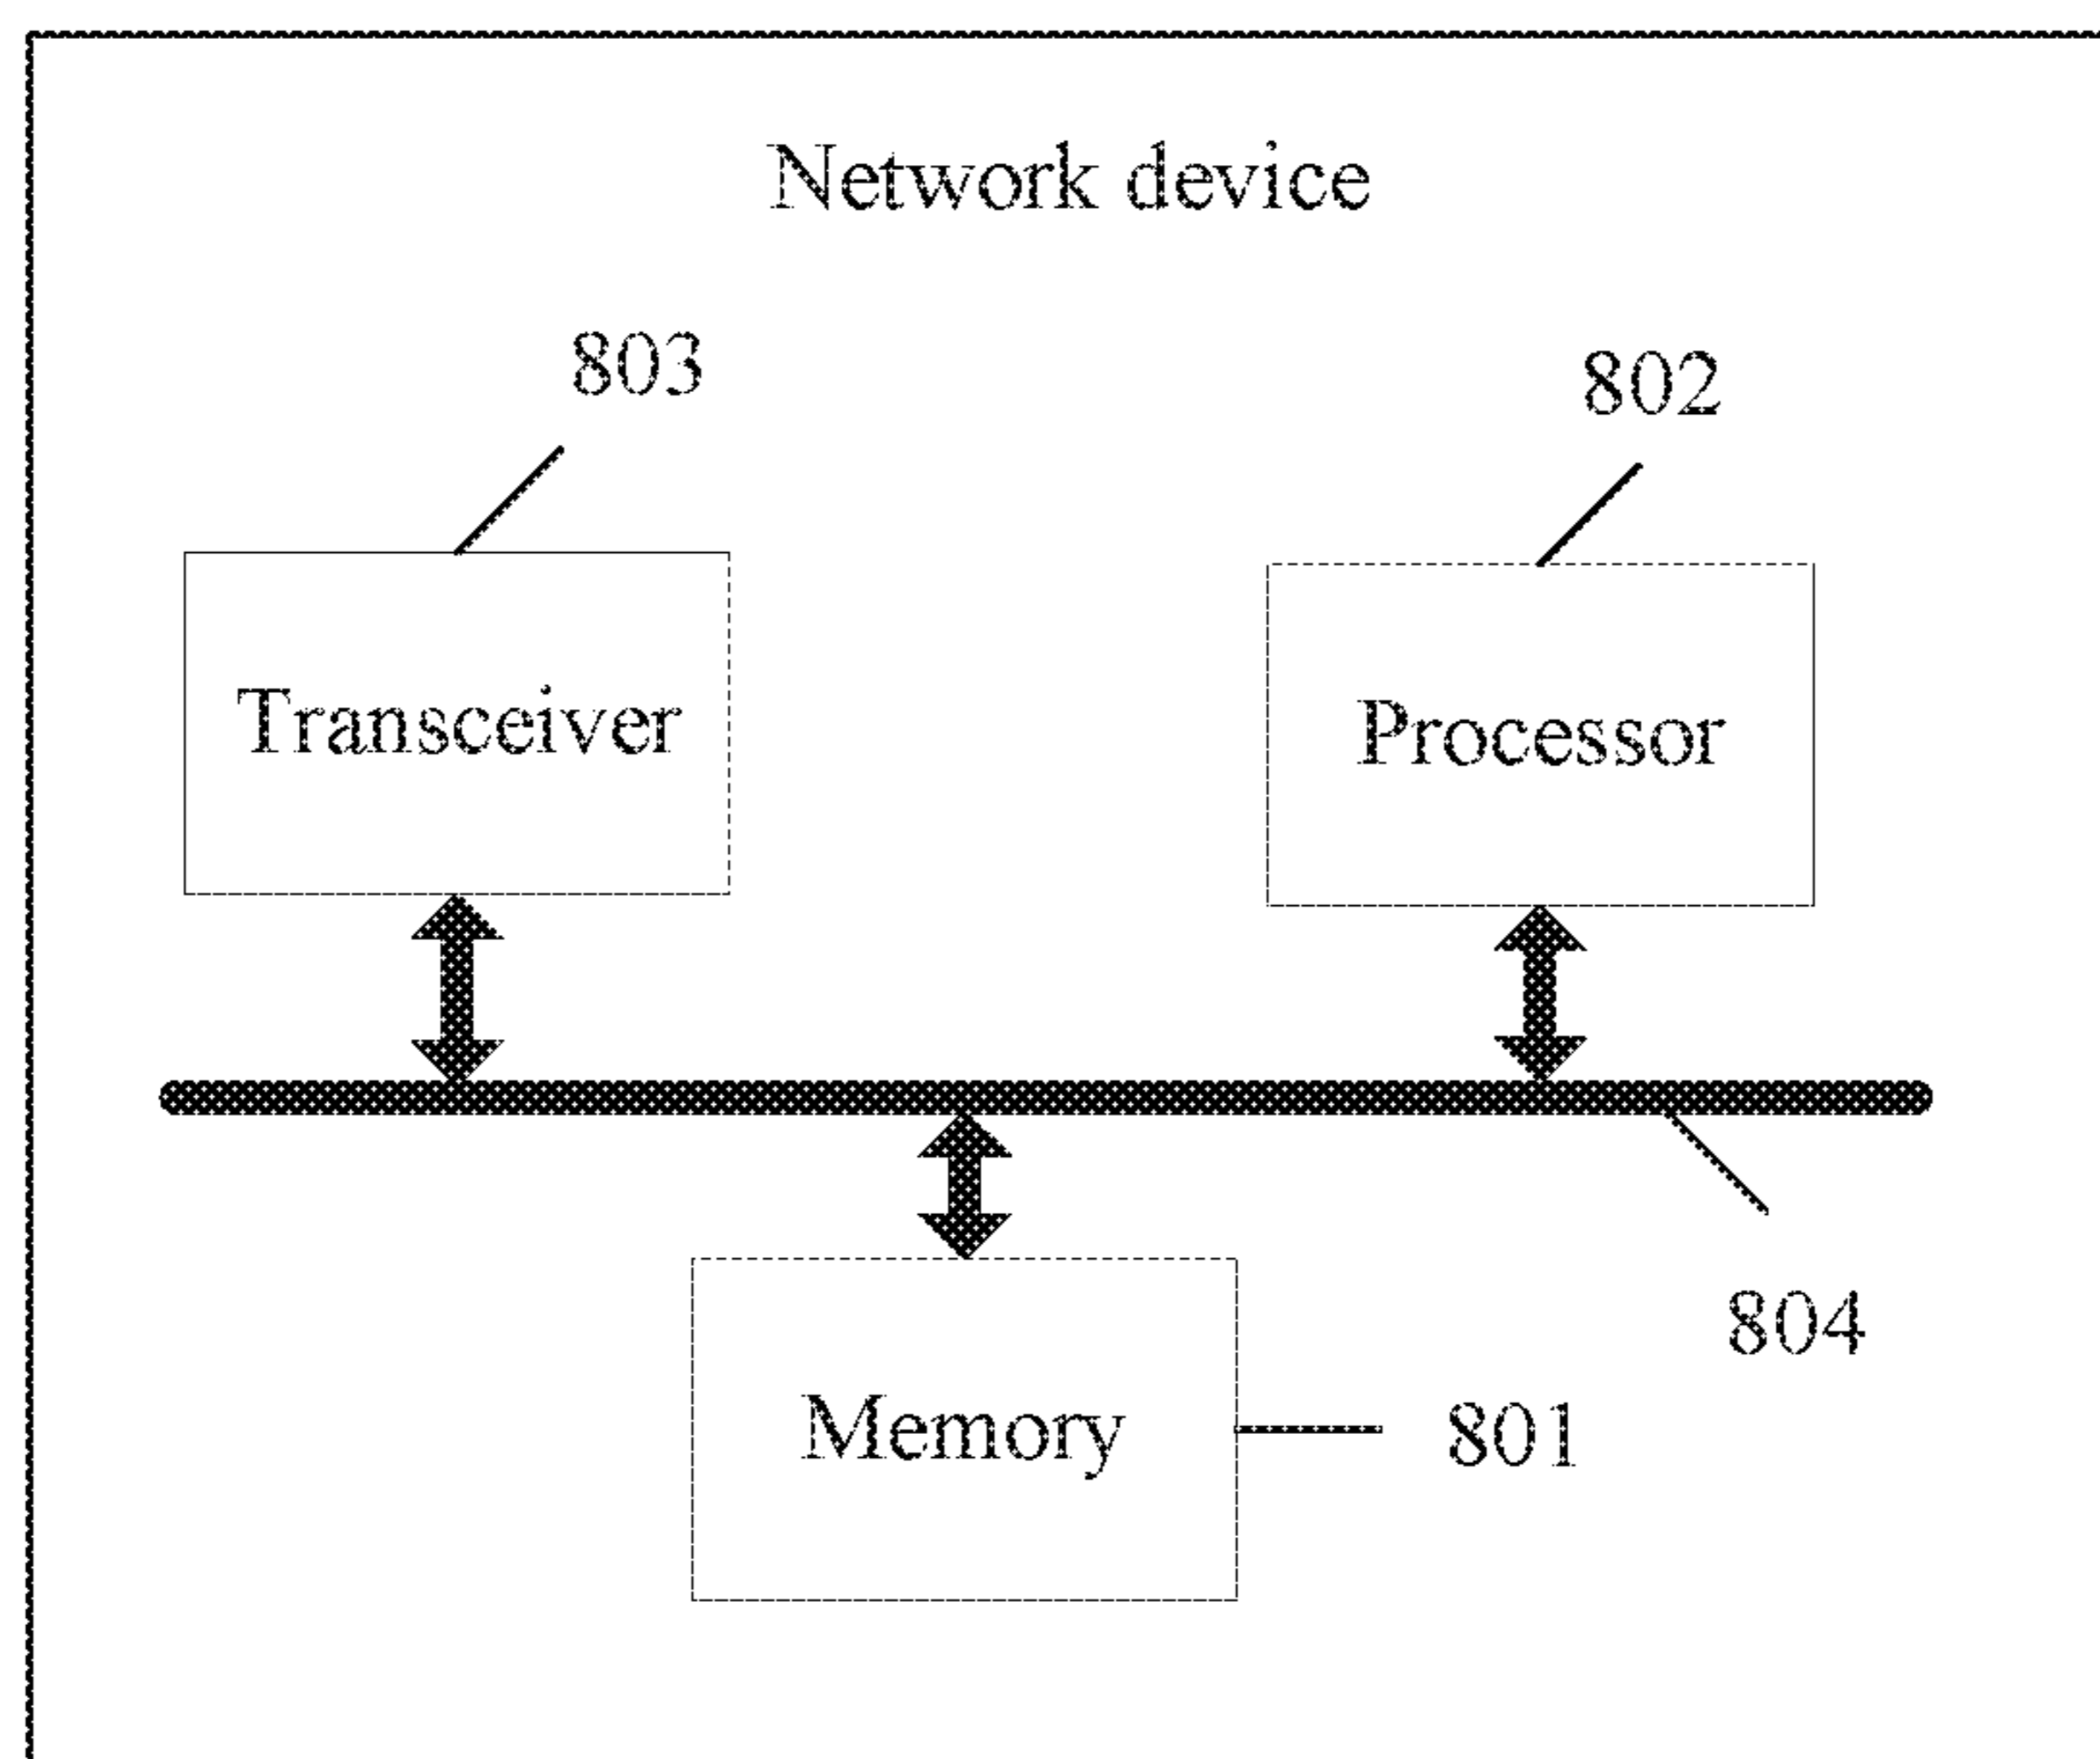 Network device
803
802
Transceiver
Processor
804
Memory
801